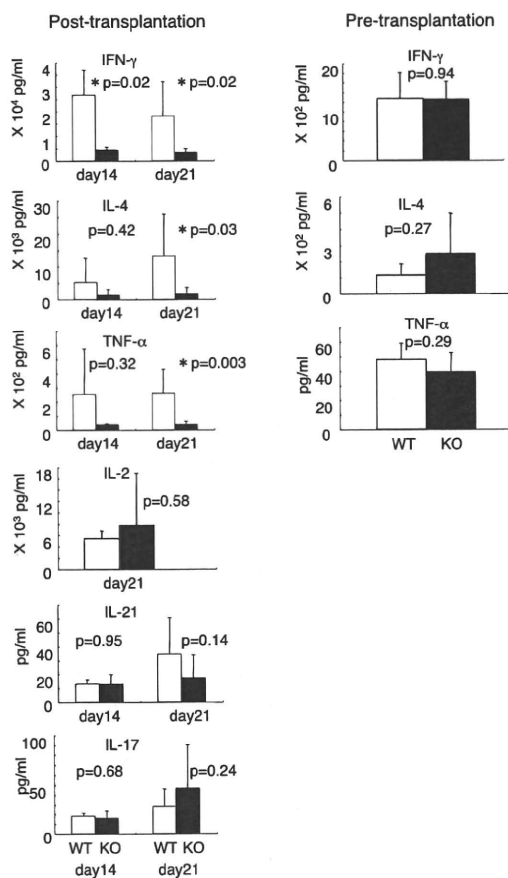 Post-transplantation
IFN-γ
X 10⁴ pg/ml
4
3
2
1
0
* p=0.02
* p=0.02
day14
day21
IL-4
X 10³ pg/ml
30
20
10
0
p=0.42
* p=0.03
day14
day21
TNF-α
X 10² pg/ml
6
4
2
0
p=0.32
* p=0.003
day14
day21
IL-2
X 10³ pg/ml
18
12
6
0
p=0.58
day21
IL-21
pg/ml
60
40
20
0
p=0.95
p=0.14
day14
day21
IL-17
pg/ml
100
50
0
p=0.68
p=0.24
WT KO WT KO
day14 day21
Pre-transplantation
IFN-γ
p=0.94
X 10² pg/ml
20
10
0
IL-4
p=0.27
X 10² pg/ml
6
3
0
TNF-α
p=0.29
pg/ml
60
40
20
0
WT KO